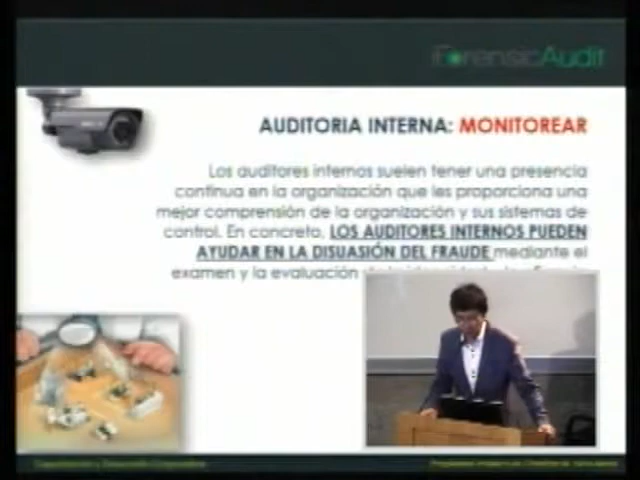 iForensicAudit
AUDITORIA INTERNA: MONITOREAR
Los auditores internos suelen tener una presencia
continua en la organización que les proporciona una
mejor comprensión de la organización y sus sistemas de
control. En concreto, LOS AUDITORES INTERNOS PUEDEN
AYUDAR EN LA DISUASIÓN DEL FRAUDE mediante el
examen y la evaluación